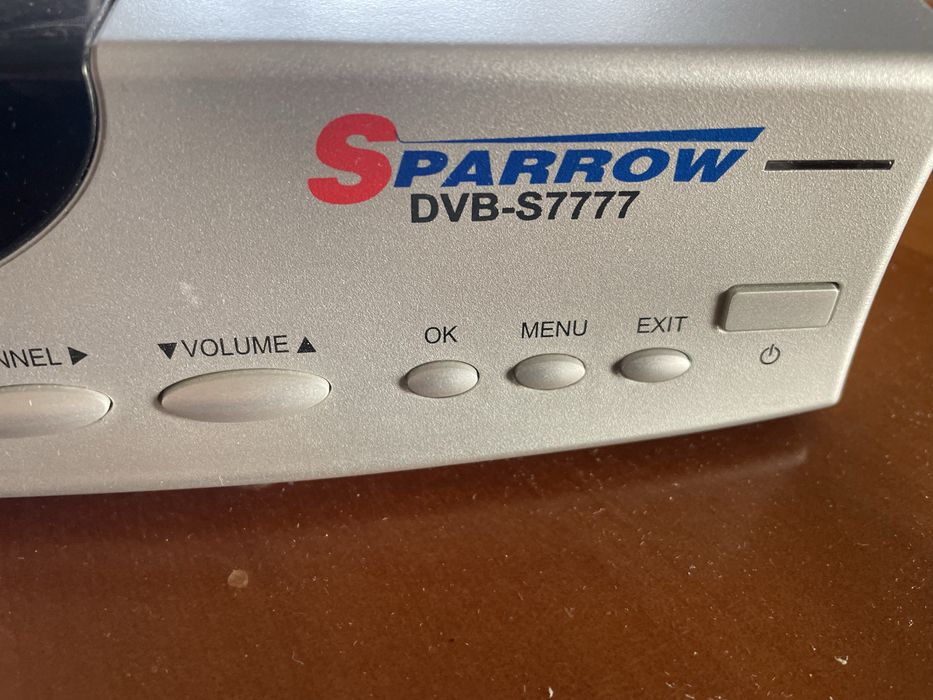 SPARROW
DVB-S7777
NNEL ▶
▼VOLUME▲
OK
MENU
EXIT